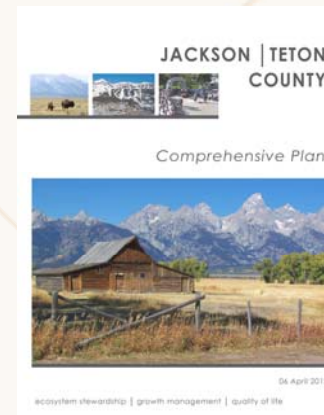 JACKSON | TETON
COUNTY
Comprehensive Plan
06 April 201
ecosystem stewardship | growth management | quality of life